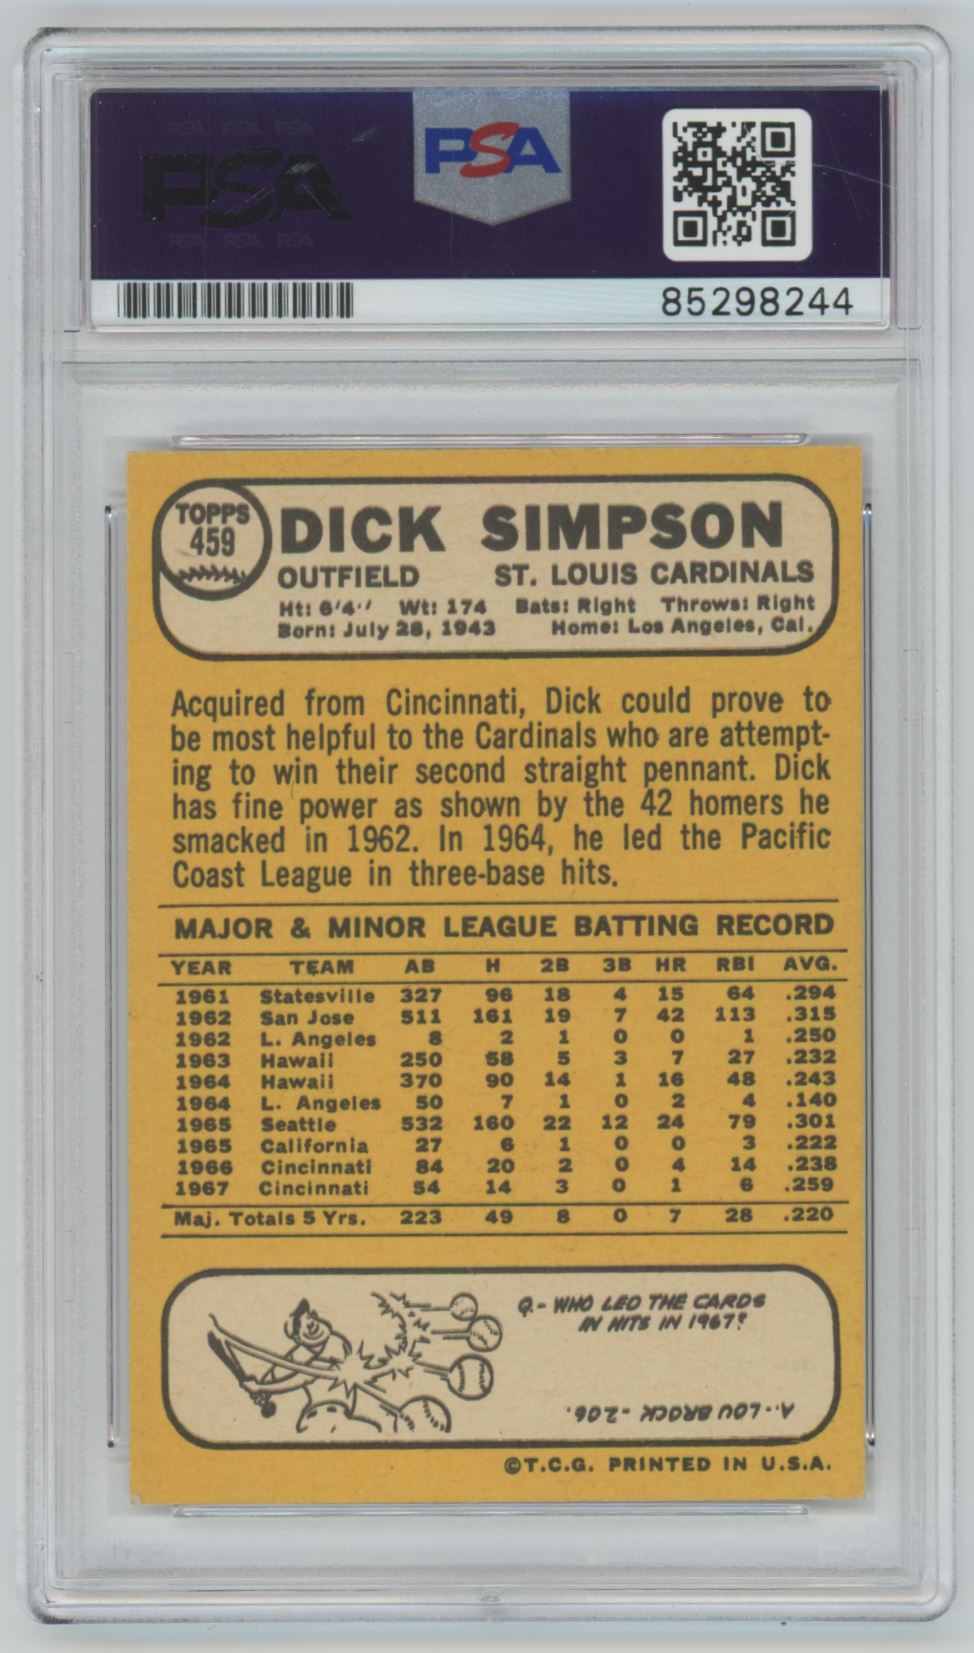 PSA PSA PSA
PSA
PSA PSA PSA
PSA
85298244
TOPPS
459
DICK SIMPSON
OUTFIELD ST. LOUIS CARDINALS
Ht: 6'4" Wt: 174 Bats: Right Throws: Right
Born: July 28, 1943 Home: Los Angeles, Cal.
Acquired from Cincinnati, Dick could prove to
be most helpful to the Cardinals who are attempt-
ing to win their second straight pennant. Dick
has fine power as shown by the 42 homers he
smacked in 1962. In 1964, he led the Pacific
Coast League in three-base hits.
MAJOR & MINOR LEAGUE BATTING RECORD
YEAR TEAM AB H 2B 3B HR RBI AVG.
1961 Statesville 327 96 18 4 15 64 .294
1962 San Jose 511 161 19 7 42 113 .315
1962 L. Angeles 8 2 1 0 0 1 .250
1963 Hawaii 250 58 5 3 7 27 .232
1964 Hawaii 370 90 14 1 16 48 .243
1964 L. Angeles 50 7 1 0 2 4 .140
1965 Seattle 532 160 22 12 24 79 .301
1965 California 27 6 1 0 0 3 .222
1966 Cincinnati 84 20 2 0 4 14 .238
1967 Cincinnati 54 14 3 0 1 6 .259
Maj. Totals 5 Yrs. 223 49 8 0 7 28 .220
Q.- WHO LED THE CARDS
IN HITS IN 1967?
A.. LOU BROCK - 206.
©T.C.G. PRINTED IN U.S.A.